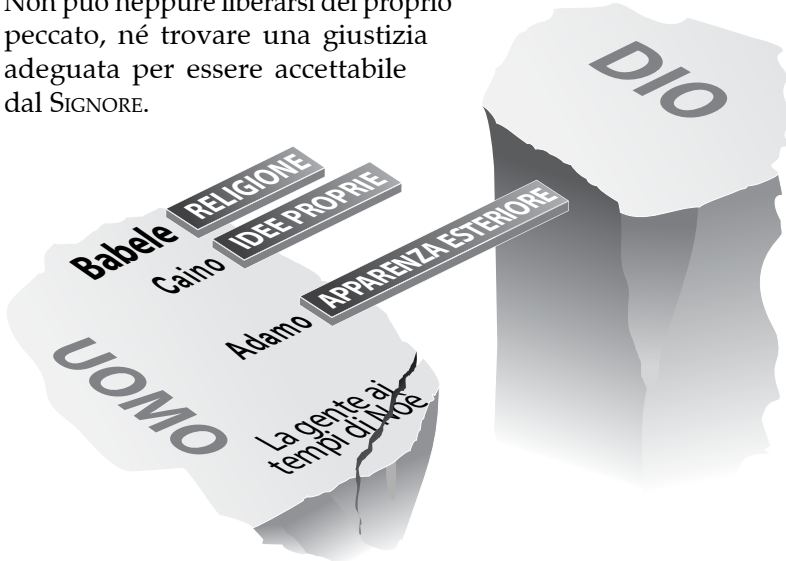 Non può neppure liberarsi del proprio
peccato, né trovare una giustizia
adeguata per essere accettabile
dal SIGNORE.
DIO
RELIGIONE
Babele
IDEE PROPRIE
Caino
APPARENZA ESTERIORE
Adamo
UOMO
La gente ai
tempi di Noè